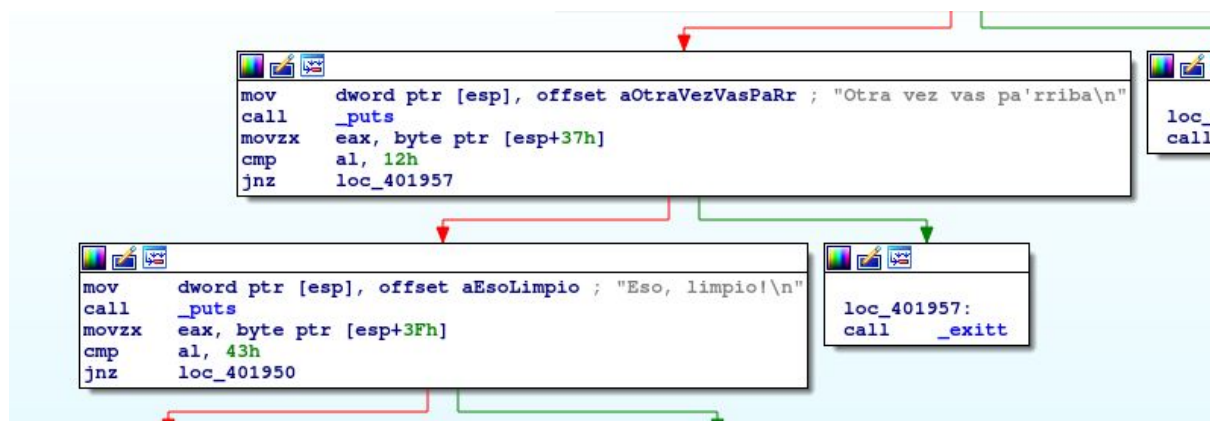 mov     dword ptr [esp], offset aOtraVezVasPaRr ; "Otra vez vas pa'rriba\n"
call    _puts
movzx   eax, byte ptr [esp+37h]
cmp     al, 12h
jnz     loc_401957
loc_
call
mov     dword ptr [esp], offset aEsoLimpio ; "Eso, limpio!\n"
call    _puts
movzx   eax, byte ptr [esp+3Fh]
cmp     al, 43h
jnz     loc_401950
loc_401957:
call    _exitt